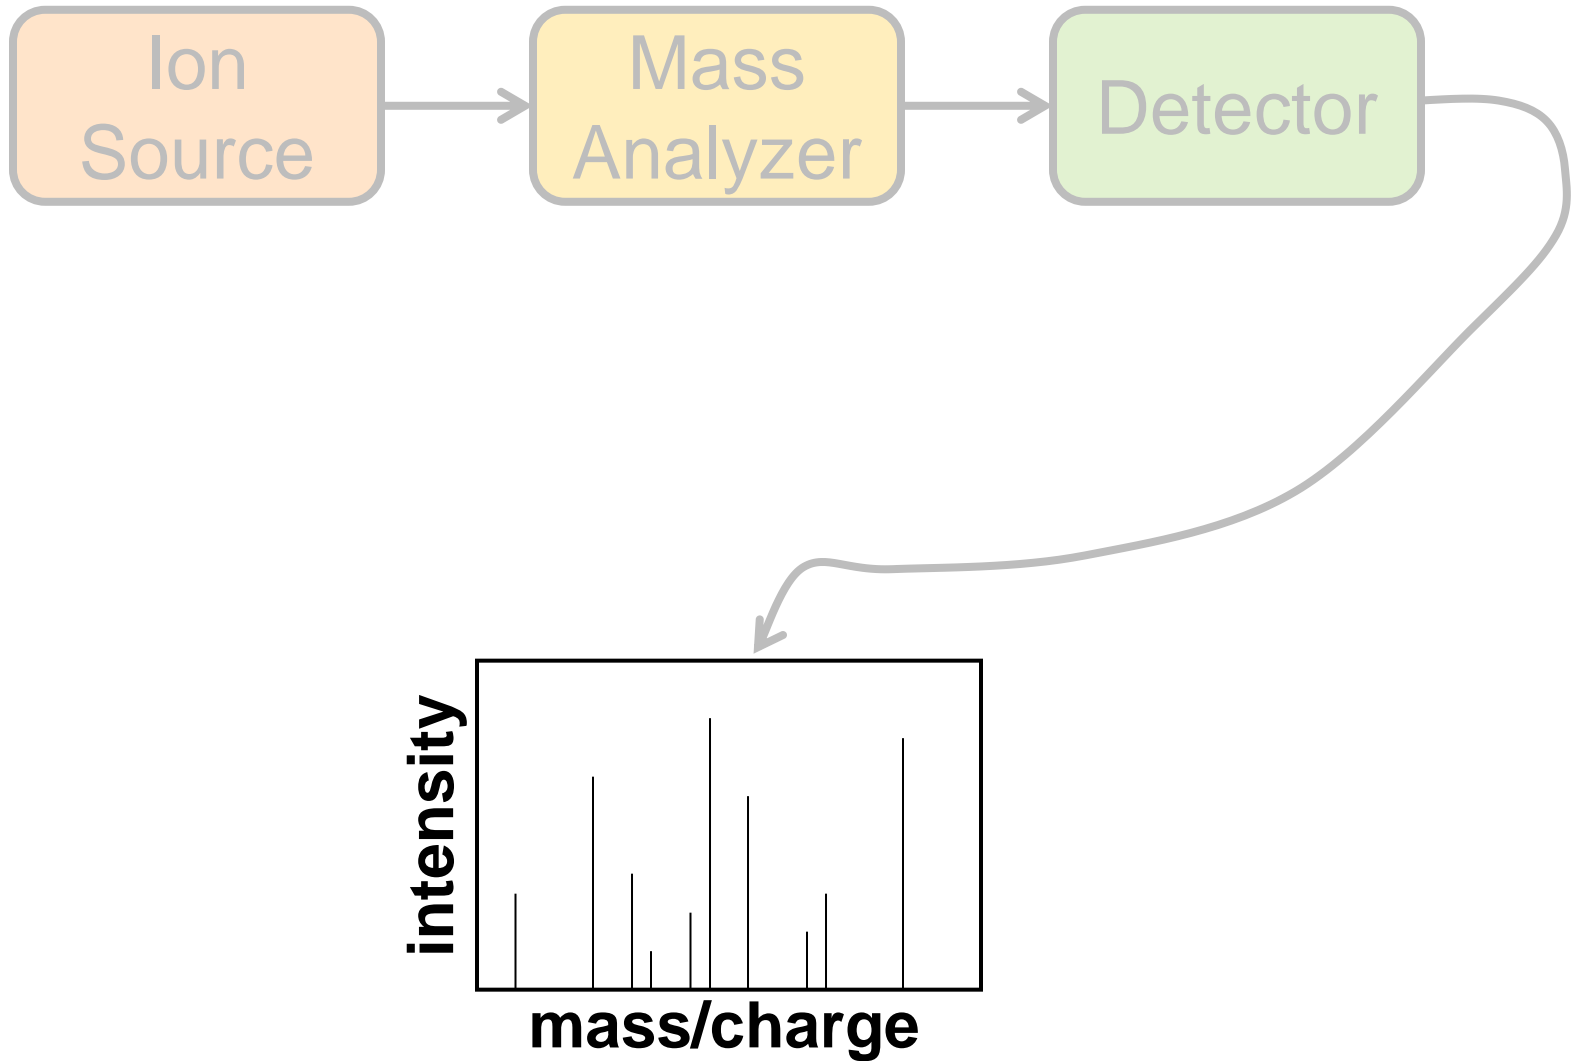 Ion
Source
Mass
Analyzer
Detector
intensity
mass/charge